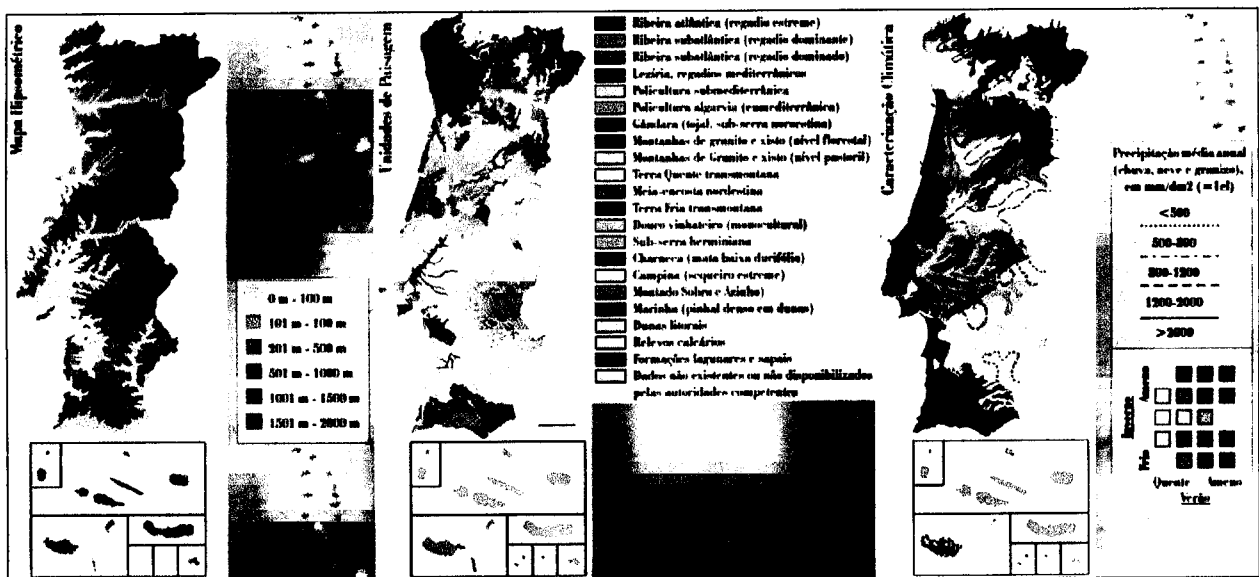 Mapa Hipsométrico
0 m - 100 m
101 m - 100 m
201 m - 500 m
501 m - 1000 m
1001 m - 1500 m
1501 m - 2000 m
Unidades de Paisagem
Ribeira atlântica (regadio estreme)
Ribeira subatlântica (regadio dominante)
Ribeira subatlântica (regadio dominado)
Lezíria, regadios mediterrânicos
Policultura submediterrânica
Policultura algarvia (eumediterrânica)
Gândara (tojal, sub-serra noroestina)
Montanhas de granito e xisto (nível florestal)
Montanhas de Granito e xisto (nível pastoril)
Terra Quente transmontana
Meia-encosta nordestina
Terra Fria transmontana
Douro vinhateiro (monocultural)
Sub-serra herminiana
Charneca (mata baixa durifólia)
Campina (sequeiro estreme)
Montado Sobro e Azinho)
Marinha (pinhal denso em dunas)
Dunas litorais
Relevos calcários
Formações lagunares e sapais
Dados não existentes ou não disponibilizados
pelas autoridades competentes
Caracterização Climática
Precipitação média anual
(chuva, neve e granizo),
em mm/dm2 (=1cl)
<500
500-800
800-1200
1200-2000
>2000
Inverno
Ameno
Frio
Quente Ameno
Verão